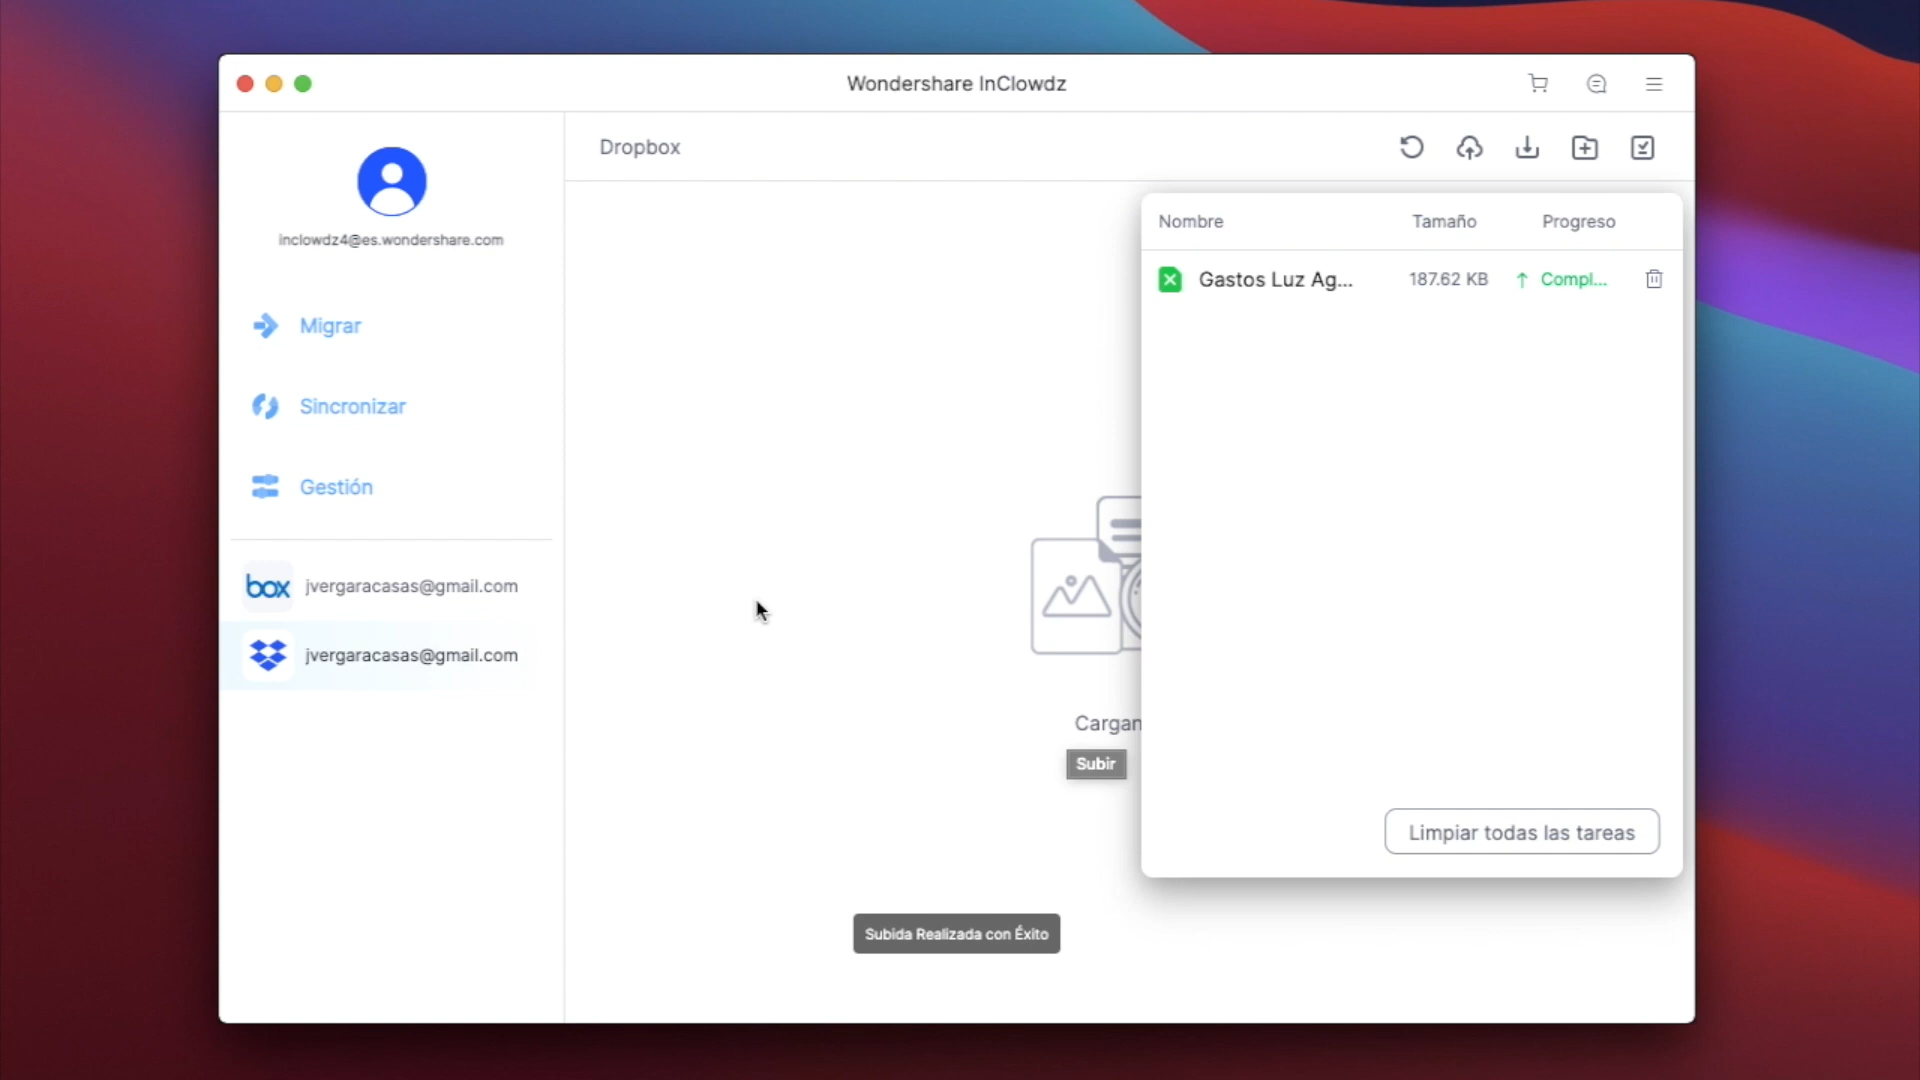 Wondershare InClowdz
inclowdz4@es.wondershare.com
Migrar
Sincronizar
Gestión
box jvergaracasas@gmail.com
jvergaracasas@gmail.com
Dropbox
Nombre Tamaño Progreso
Gastos Luz Ag... 187.62 KB Compl...
Cargan
Subir
Limpiar todas las tareas
Subida Realizada con Éxito